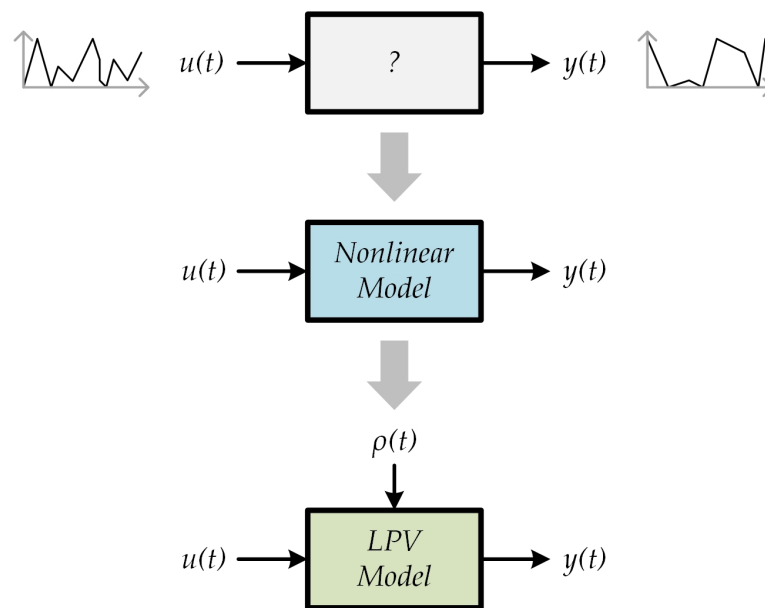 u(t)
?
y(t)
u(t)
Nonlinear
Model
y(t)
ρ(t)
u(t)
LPV
Model
y(t)